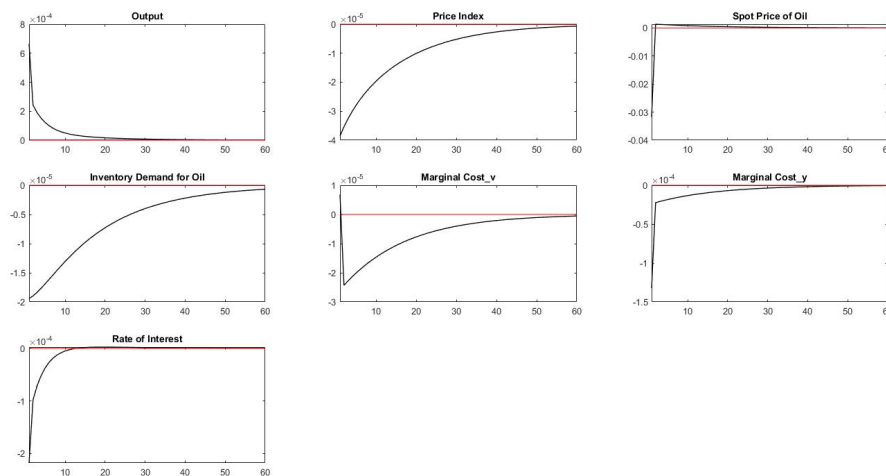 Output
×10⁻⁴
8
6
4
2
0
10 20 30 40 50 60
Price Index
×10⁻⁵
0
-1
-2
-3
-4
10 20 30 40 50 60
Spot Price of Oil
0
-0.01
-0.02
-0.03
-0.04
10 20 30 40 50 60
Inventory Demand for Oil
×10⁻⁵
0
-0.5
-1
-1.5
-2
10 20 30 40 50 60
Marginal Cost_v
×10⁻⁵
1
0
-1
-2
-3
10 20 30 40 50 60
Marginal Cost_y
×10⁻⁴
0
-0.5
-1
-1.5
10 20 30 40 50 60
Rate of Interest
×10⁻⁴
0
-1
-2
10 20 30 40 50 60